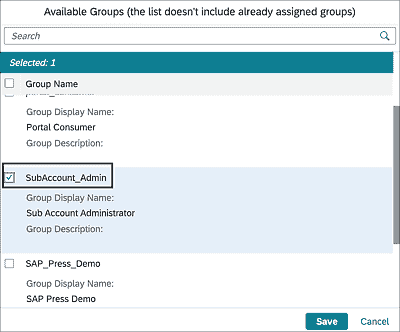 Available Groups (the list doesn't include already assigned groups)
Search
Selected: 1
Group Name
Group Display Name:
Portal Consumer
Group Description:
SubAccount_Admin
Group Display Name:
Sub Account Administrator
Group Description:
SAP_Press_Demo
Group Display Name:
SAP Press Demo
Save Cancel